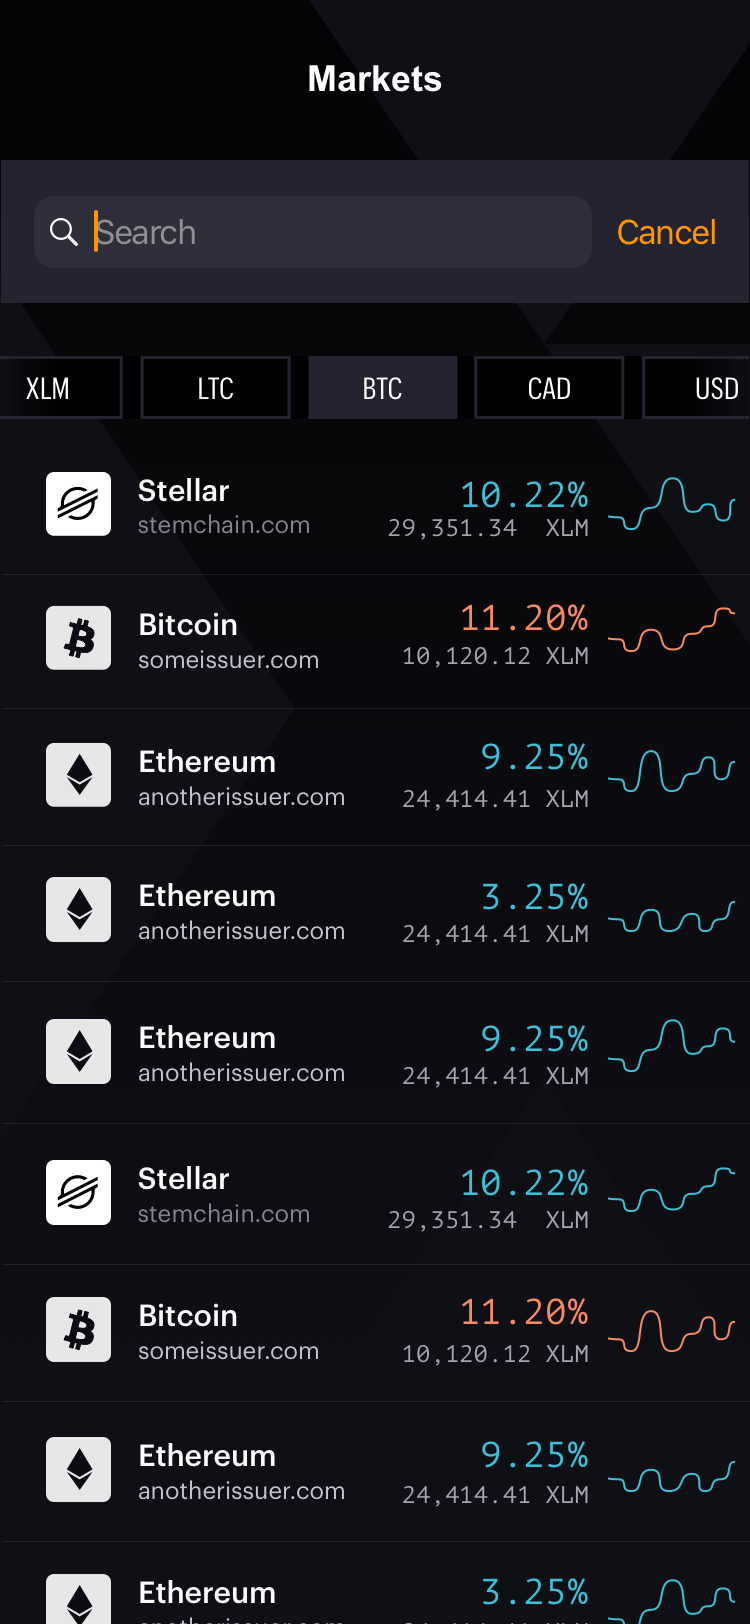 Markets
Search Cancel
XLM LTC BTC CAD USD
Stellar 10.22%
stemchain.com 29,351.34 XLM
Bitcoin 11.20%
someissuer.com 10,120.12 XLM
Ethereum 9.25%
anotherissuer.com 24,414.41 XLM
Ethereum 3.25%
anotherissuer.com 24,414.41 XLM
Ethereum 9.25%
anotherissuer.com 24,414.41 XLM
Stellar 10.22%
stemchain.com 29,351.34 XLM
Bitcoin 11.20%
someissuer.com 10,120.12 XLM
Ethereum 9.25%
anotherissuer.com 24,414.41 XLM
Ethereum 3.25%